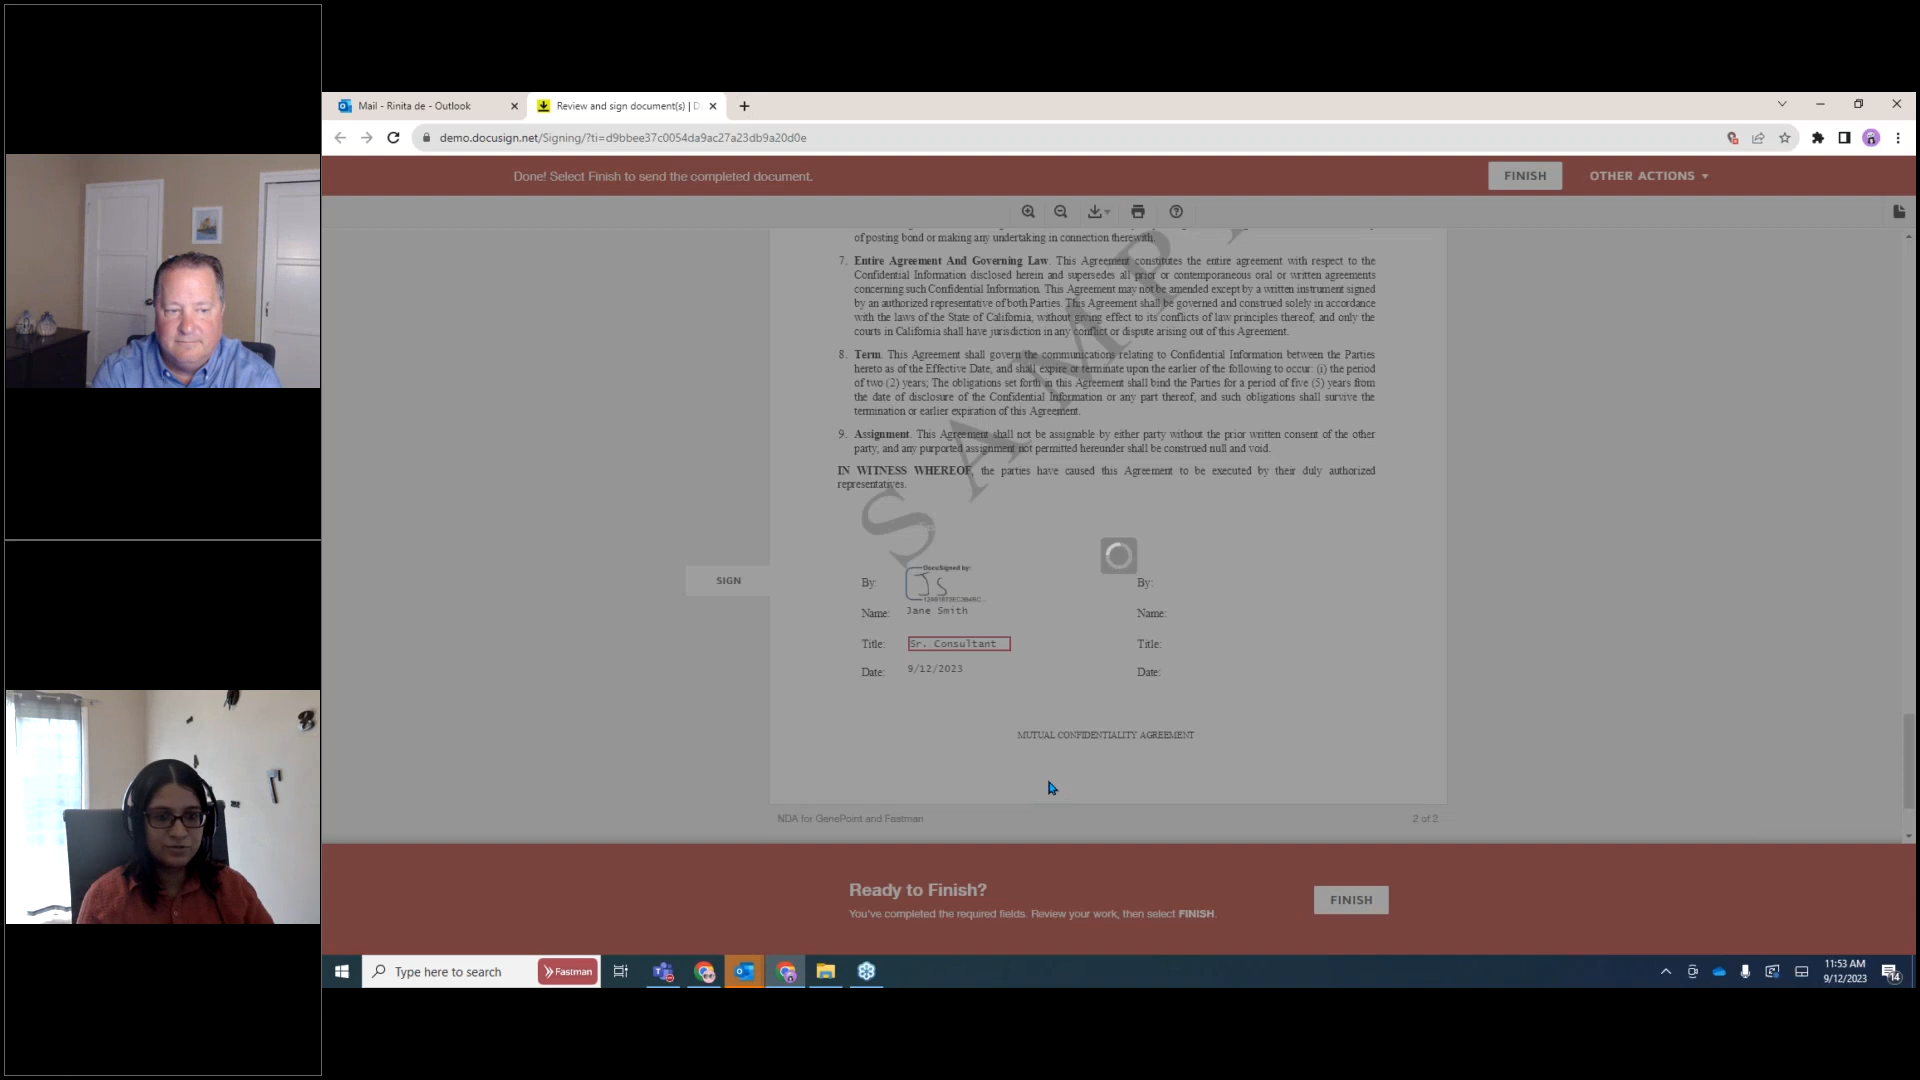 Mail - Rinita de - Outlook
Review and sign document(s) | D
demo.docusign.net/Signing/?ti=d9bbee37c0054da9ac27a23db9a20d0e
Done! Select Finish to send the completed document.
FINISH
OTHER ACTIONS
of posting bond or making any undertaking in connection therewith.
7. Entire Agreement And Governing Law. This Agreement constitutes the entire agreement with respect to the
Confidential Information disclosed herein and supersedes all prior or contemporaneous oral or written agreements
concerning such Confidential Information. This Agreement may not be amended except by a written instrument signed
by an authorized representative of both Parties. This Agreement shall be governed and construed solely in accordance
with the laws of the State of California, without giving effect to its conflicts of law principles thereof, and only the
courts in California shall have jurisdiction in any conflict or dispute arising out of this Agreement.
8. Term. This Agreement shall govern the communications relating to Confidential Information between the Parties
hereto as of the Effective Date, and shall expire or terminate upon the earlier of the following to occur: (i) the period
of two (2) years; The obligations set forth in this Agreement shall bind the Parties for a period of five (5) years from
the date of disclosure of the Confidential Information or any part thereof, and such obligations shall survive the
termination or earlier expiration of this Agreement.
9. Assignment. This Agreement shall not be assignable by either party without the prior written consent of the other
party, and any purported assignment not permitted hereunder shall be construed null and void.
IN WITNESS WHEREOF, the parties have caused this Agreement to be executed by their duly authorized
representatives.
SAMP
SIGN
DocuSigned by:
By: JS
By:
Name: Jane Smith
Name:
Title: Sr. Consultant
Title:
Date: 9/12/2023
Date:
MUTUAL CONFIDENTIALITY AGREEMENT
NDA for GenePoint and Fastman
2 of 2
Ready to Finish?
You've completed the required fields. Review your work, then select FINISH.
FINISH
Type here to search
Fastman
11:53 AM
9/12/2023
14